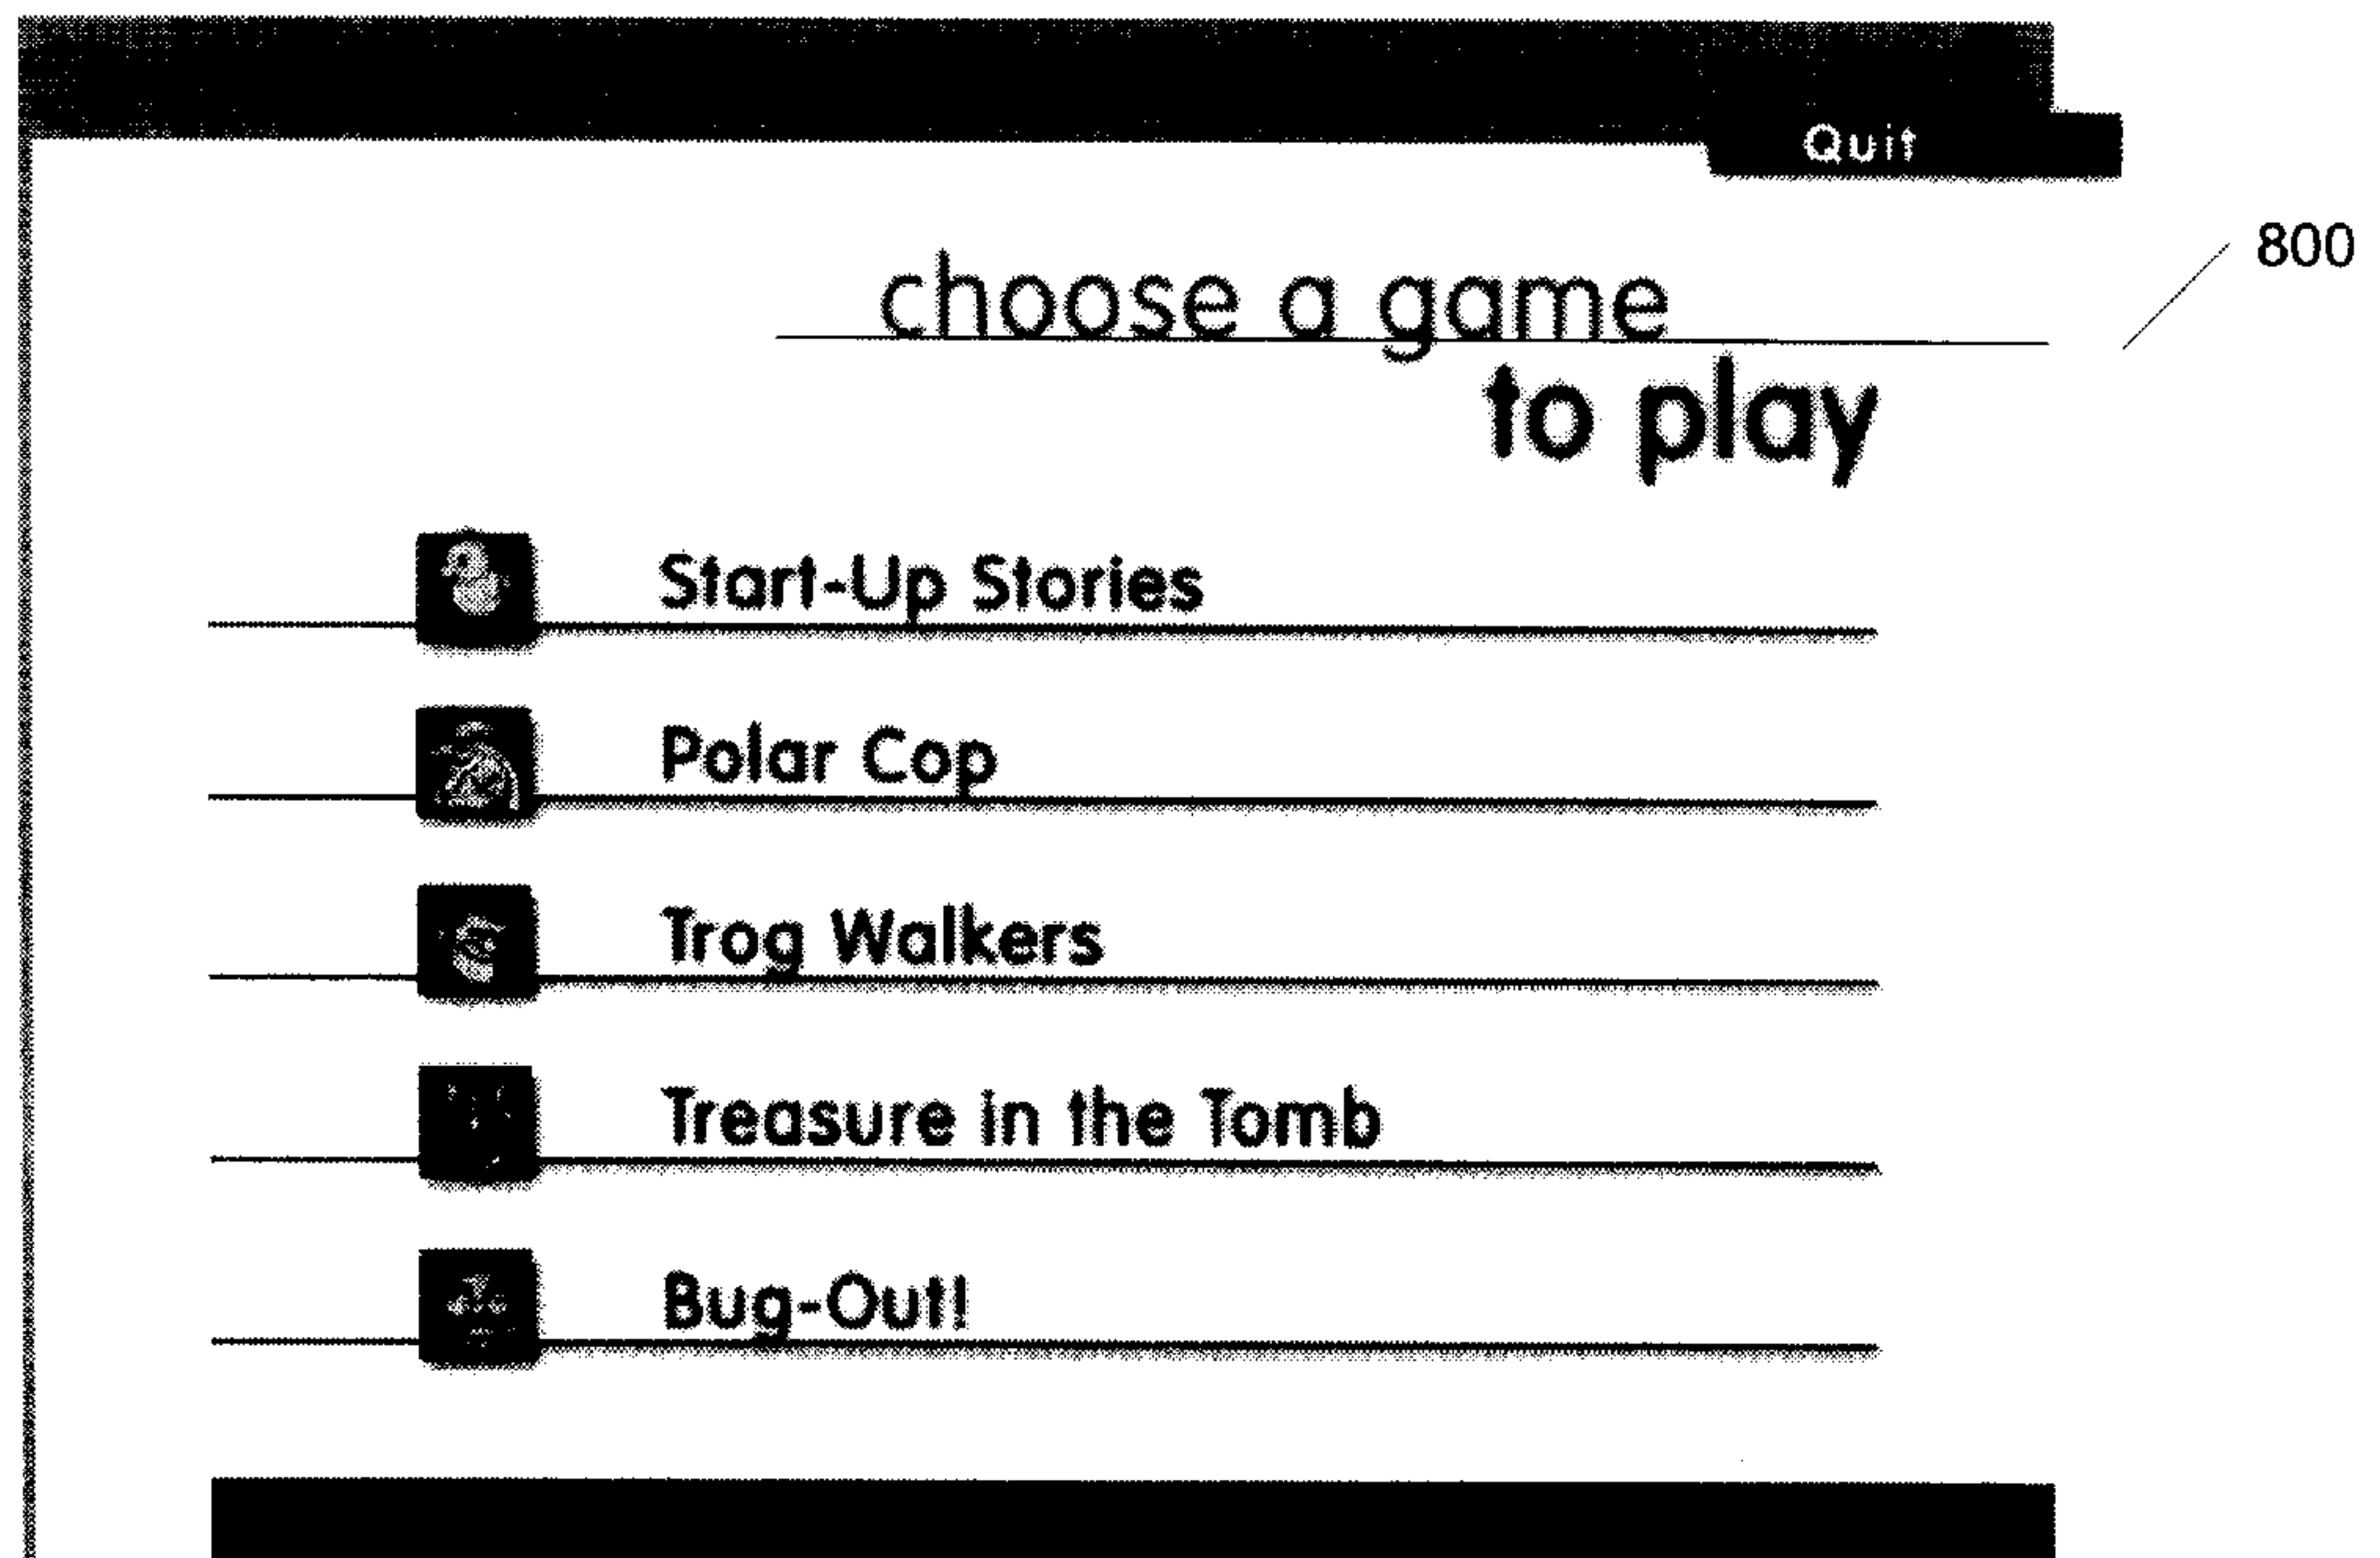 Quit
800
choose a game
to play
Start-Up Stories
Polar Cop
Trog Walkers
Treasure in the Tomb
Bug-Out!